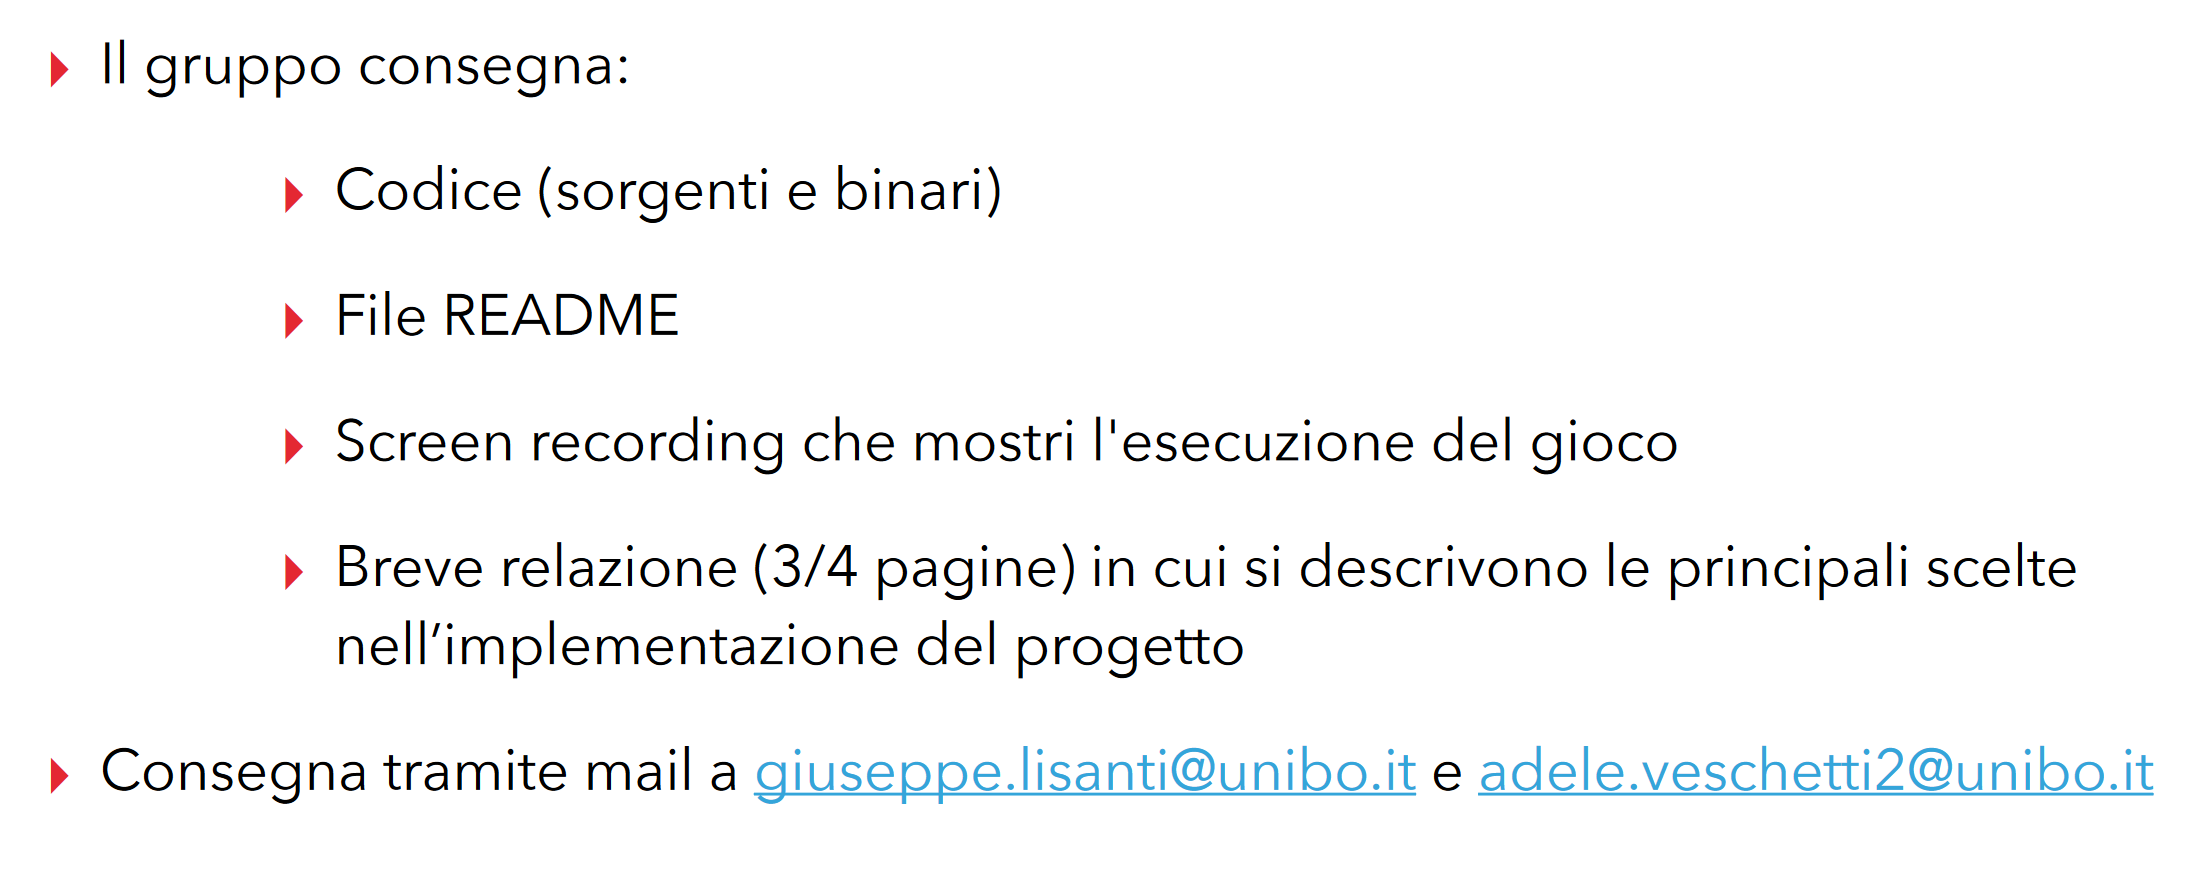 Il gruppo consegna:
Codice (sorgenti e binari)
File README
Screen recording che mostri l'esecuzione del gioco
Breve relazione (3/4 pagine) in cui si descrivono le principali scelte
nell’implementazione del progetto
Consegna tramite mail a giuseppe.lisanti@unibo.it e adele.veschetti2@unibo.it